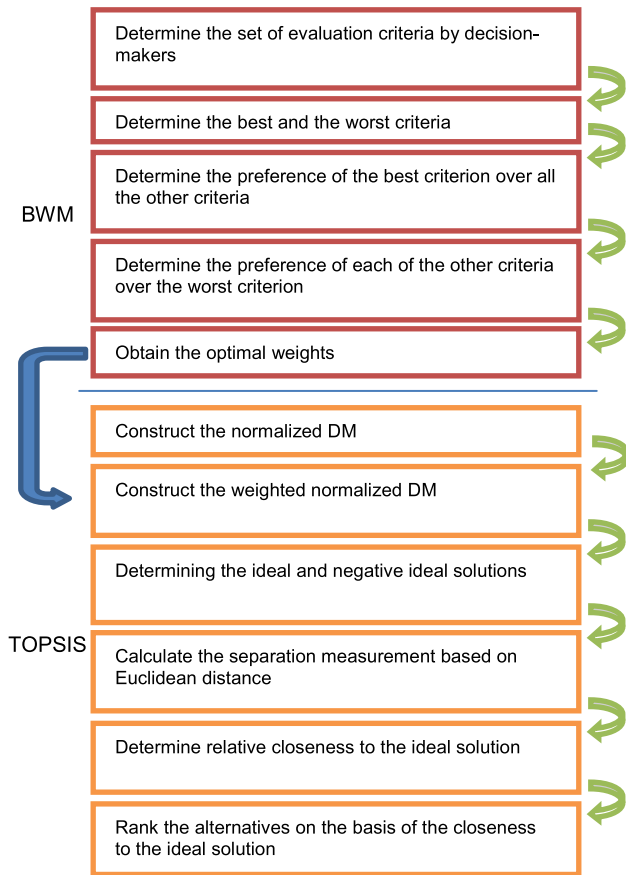 Determine the set of evaluation criteria by decision-
makers
Determine the best and the worst criteria
Determine the preference of the best criterion over all
the other criteria
BWM
Determine the preference of each of the other criteria
over the worst criterion
Obtain the optimal weights
Construct the normalized DM
Construct the weighted normalized DM
Determining the ideal and negative ideal solutions
TOPSIS
Calculate the separation measurement based on
Euclidean distance
Determine relative closeness to the ideal solution
Rank the alternatives on the basis of the closeness
to the ideal solution